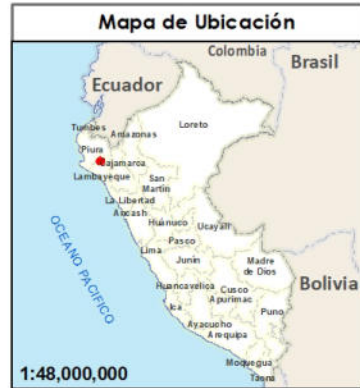 Mapa de Ubicación
Colombia
Brasil
Ecuador
Loreto
Tumbes
Amazonas
Piura
Cajamarca
Lambayeque
San
Martin
La Libertad
Ancash
Huánuco
Ucayali
OCEANO PACIFICO
Pasco
Lima
Junín
Madre
de Dios
Bolivia
Huancavelica
Cusco
Apurimac
Ica
Puno
Ayacucho
Arequipa
Moquegua
Tacna
1:48,000,000